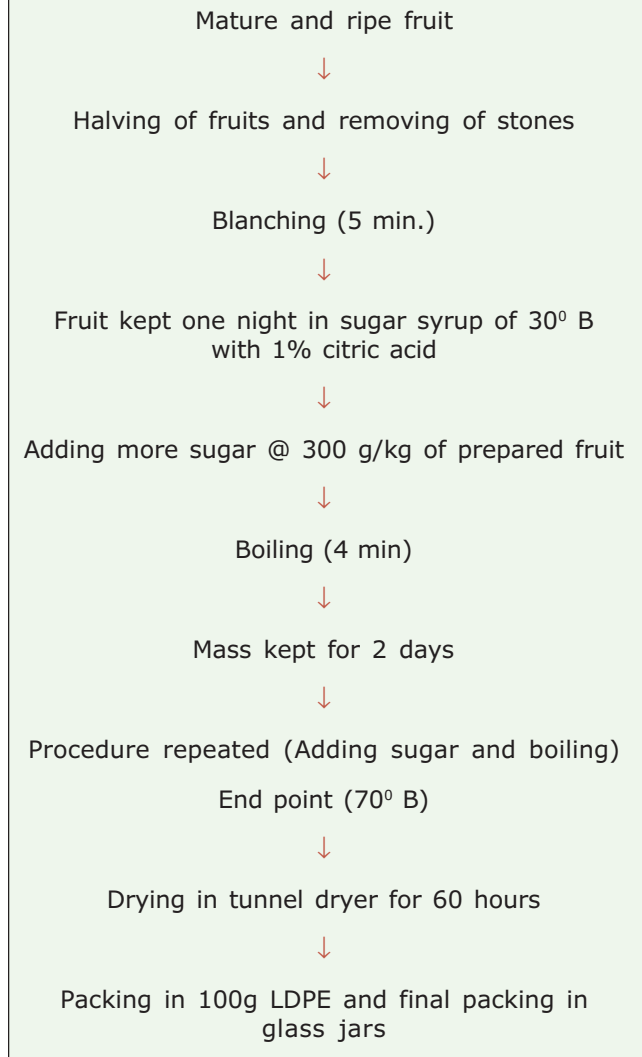 Mature and ripe fruit
↓
Halving of fruits and removing of stones
↓
Blanching (5 min.)
↓
Fruit kept one night in sugar syrup of 30⁰ B
with 1% citric acid
↓
Adding more sugar @ 300 g/kg of prepared fruit
↓
Boiling (4 min)
↓
Mass kept for 2 days
↓
Procedure repeated (Adding sugar and boiling)
End point (70⁰ B)
↓
Drying in tunnel dryer for 60 hours
↓
Packing in 100g LDPE and final packing in
glass jars